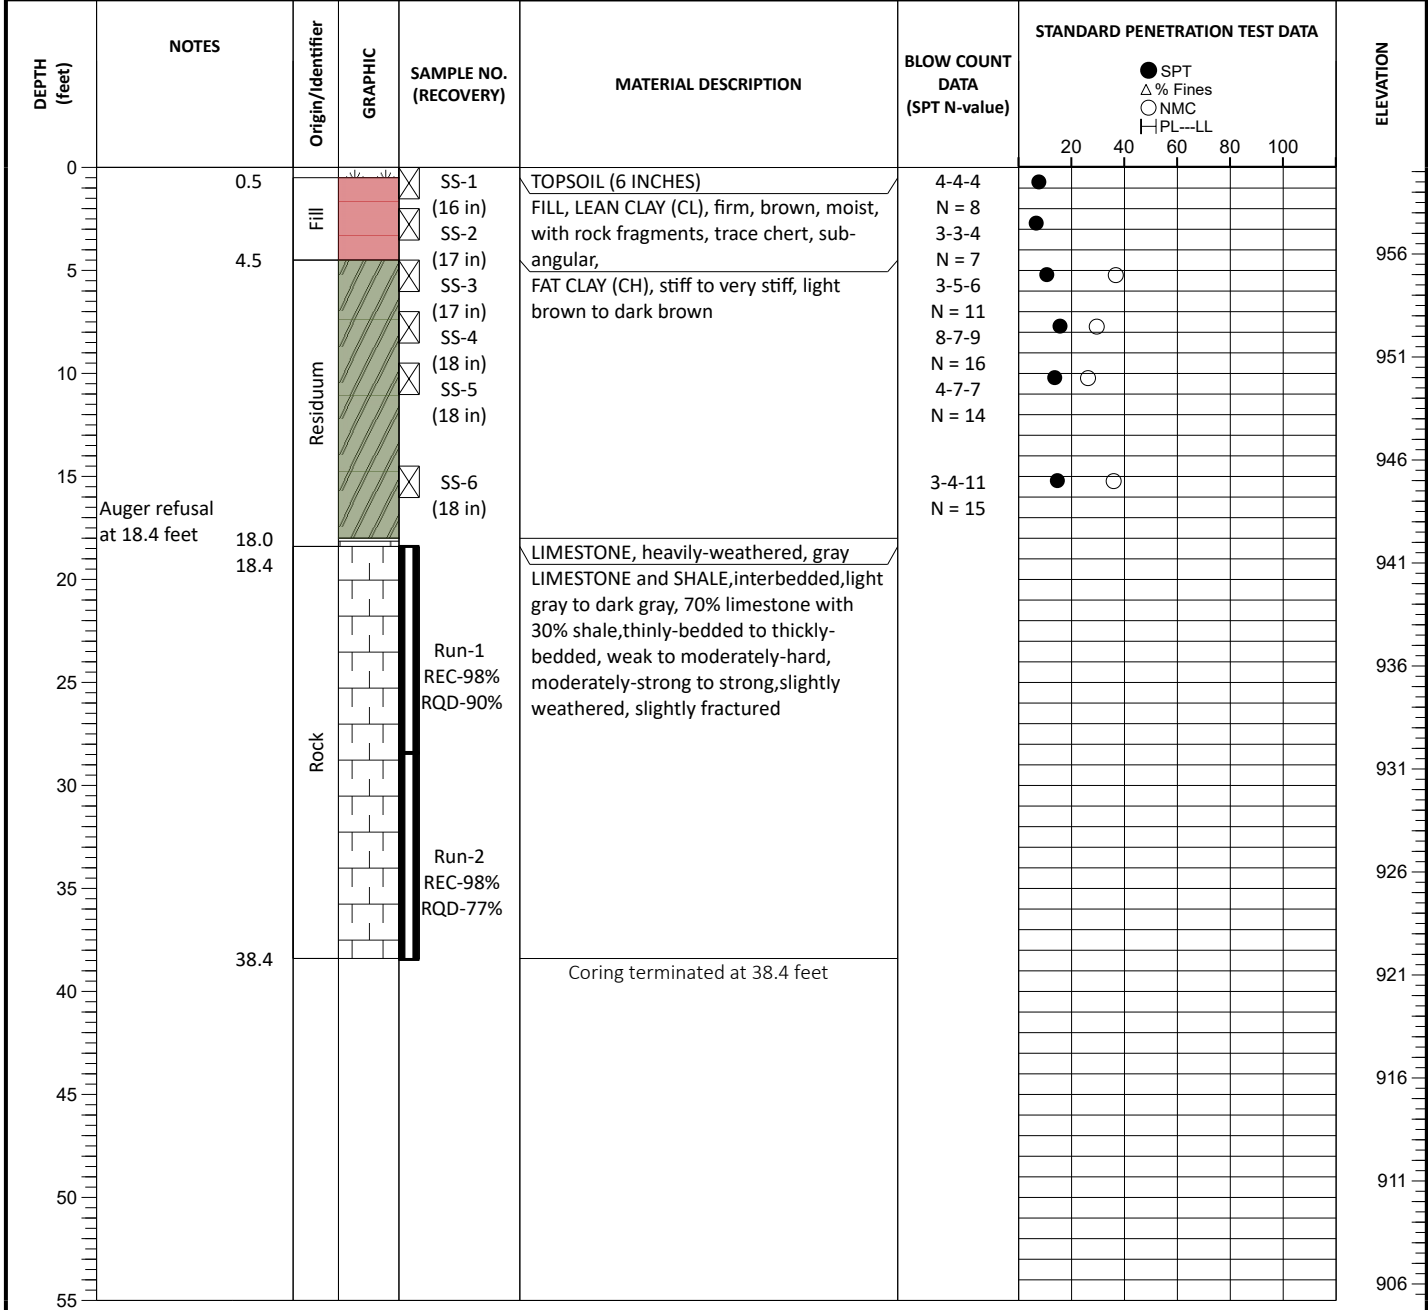 DEPTH
(feet)
NOTES
Origin/Identifier
GRAPHIC
SAMPLE NO.
(RECOVERY)
MATERIAL DESCRIPTION
BLOW COUNT
DATA
(SPT N-value)
STANDARD PENETRATION TEST DATA
SPT
% Fines
NMC
PL---LL
20 40 60 80 100
ELEVATION
0
5
10
15
20
25
30
35
40
45
50
55
0.5
4.5
Auger refusal
at 18.4 feet
18.0
18.4
38.4
Fill
Residuum
Rock
SS-1
(16 in)
SS-2
(17 in)
SS-3
(17 in)
SS-4
(18 in)
SS-5
(18 in)
SS-6
(18 in)
Run-1
REC-98%
RQD-90%
Run-2
REC-98%
RQD-77%
TOPSOIL (6 INCHES)
FILL, LEAN CLAY (CL), firm, brown, moist,
with rock fragments, trace chert, sub-
angular,
FAT CLAY (CH), stiff to very stiff, light
brown to dark brown
LIMESTONE, heavily-weathered, gray
LIMESTONE and SHALE,interbedded,light
gray to dark gray, 70% limestone with
30% shale,thinly-bedded to thickly-
bedded, weak to moderately-hard,
moderately-strong to strong,slightly
weathered, slightly fractured
Coring terminated at 38.4 feet
4-4-4
N = 8
3-3-4
N = 7
3-5-6
N = 11
8-7-9
N = 16
4-7-7
N = 14
3-4-11
N = 15
956
951
946
941
936
931
926
921
916
911
906